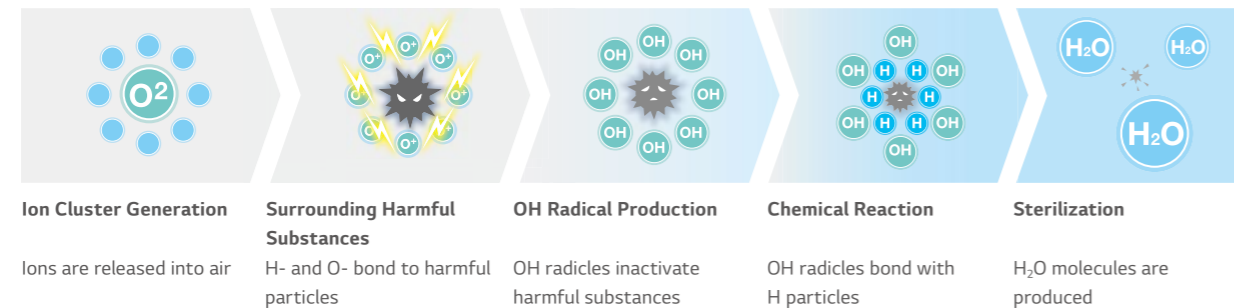 O²
O⁺ O⁺ O⁺ O⁺ O⁺ O⁺ O⁺ O⁺
OH OH OH OH OH OH OH OH
OH OH H H OH H H OH H H OH OH
H₂O H₂O H₂O
Ion Cluster Generation
Ions are released into air
Surrounding Harmful
Substances
H- and O- bond to harmful
particles
OH Radical Production
OH radicles inactivate
harmful substances
Chemical Reaction
OH radicles bond with
H particles
Sterilization
H₂O molecules are
produced